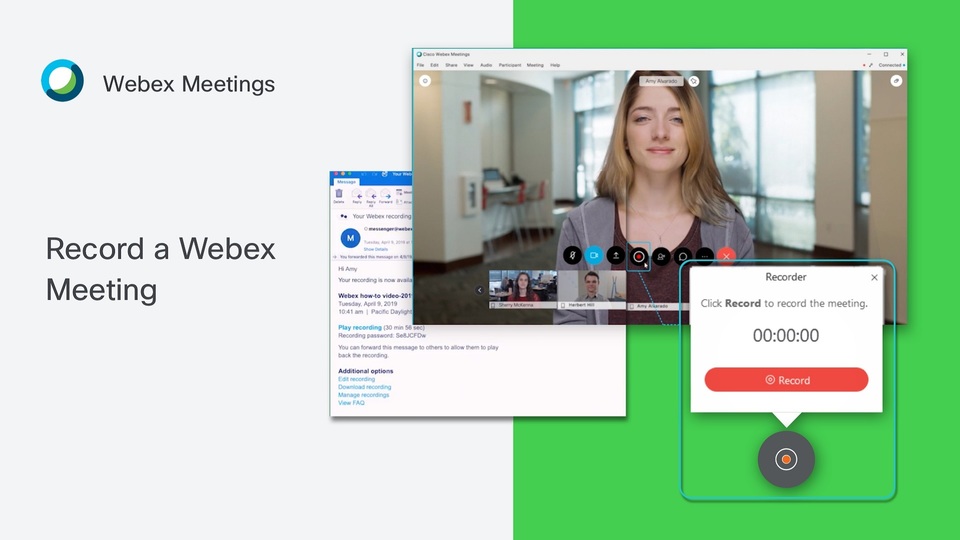 Webex Meetings
Record a Webex
Meeting
Cisco Webex Meetings
File Edit Share View Audio Participant Meeting Help
Connected
Amy Alvarado
Sherry McKenna
Herbert Hill
Amy Alvarado
Your Web
Message
Delete
Reply
Reply All
Forward
Your Webex recording
M
messenger@webex
Tuesday, April 9, 2019 at
Show Details
You forwarded this message on 4/9/19
Hi Amy
Your recording is now availa
Webex how-to video-201
Tuesday, April 9, 2019
10:41 am | Pacific Daylight
Play recording (30 min 56 sec)
Recording password: SeftJCFDw
You can forward this message to others to allow them to play
back the recording.
Additional options
Edit recording
Download recording
Manage recordings
View FAQ
Recorder
Click Record to record the meeting.
00:00:00
Record